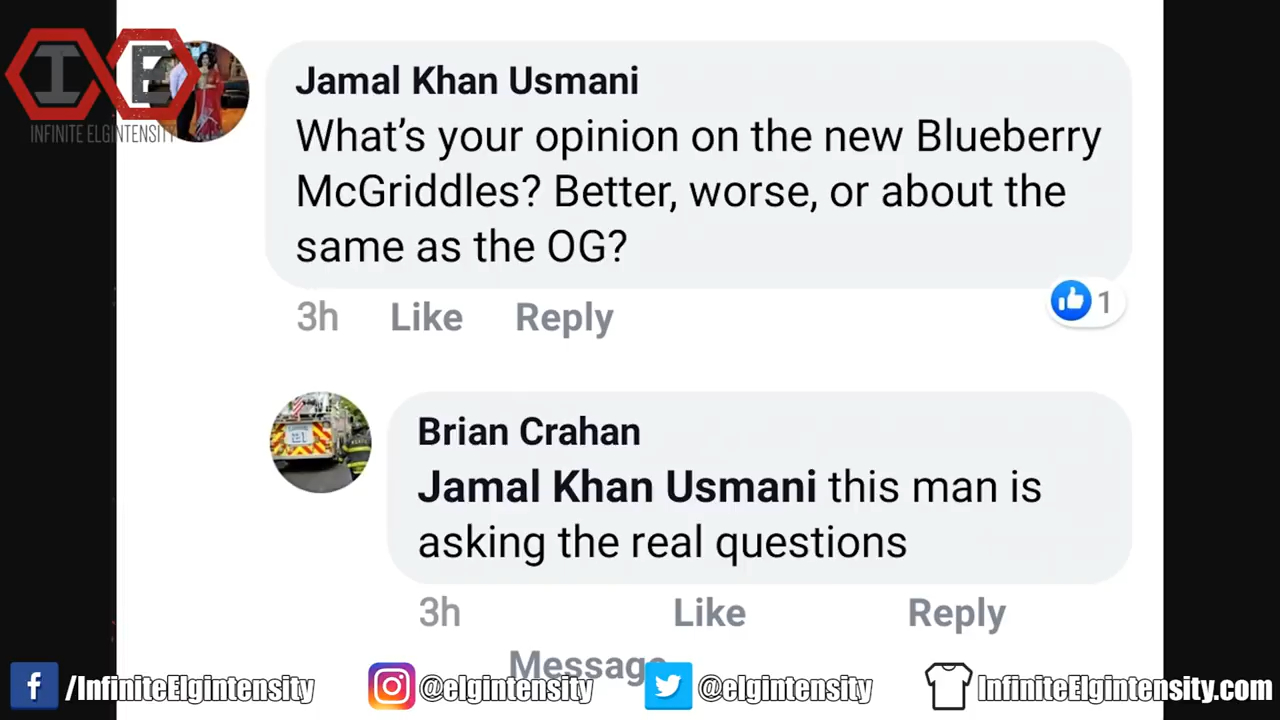 I E
INFINITE ELGINTENSITY
Jamal Khan Usmani
What’s your opinion on the new Blueberry
McGriddles? Better, worse, or about the
same as the OG?
3h Like Reply
1
Brian Crahan
Jamal Khan Usmani this man is
asking the real questions
3h Like Reply
Message
f /InfiniteElgintensity @elgintensity @elgintensity InfiniteElgintensity.com